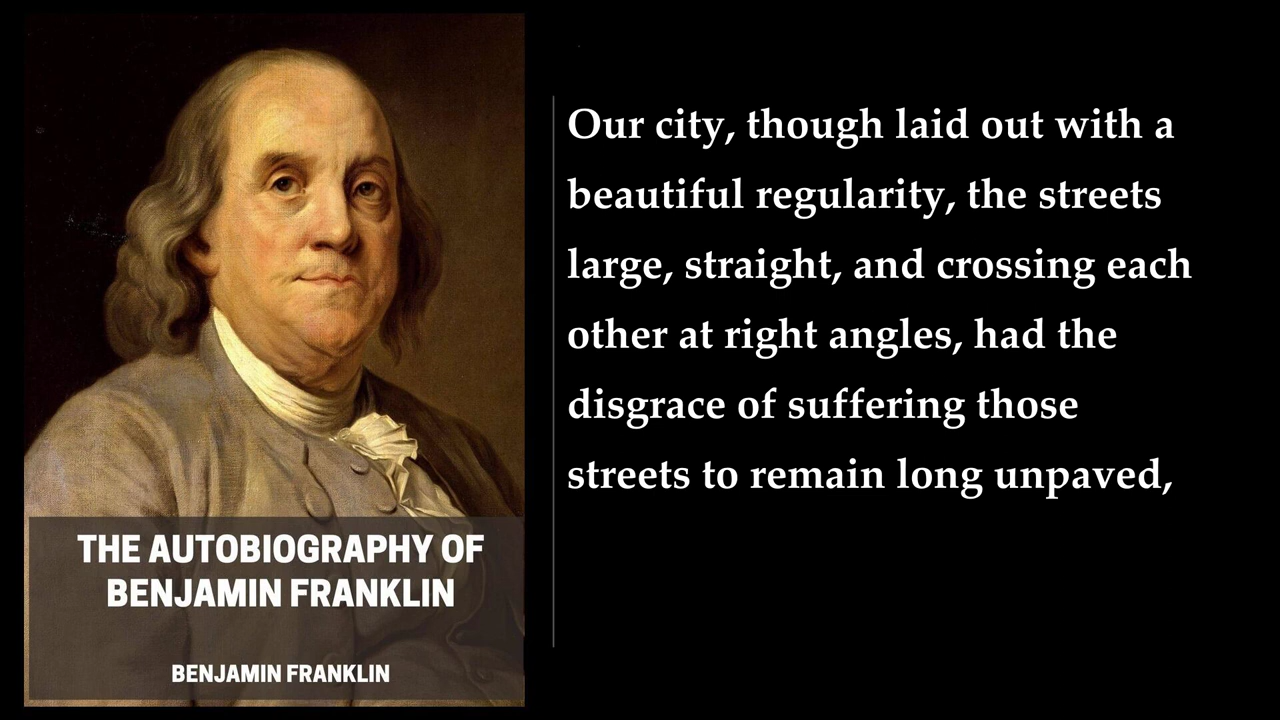 THE AUTOBIOGRAPHY OF
BENJAMIN FRANKLIN
BENJAMIN FRANKLIN
Our city, though laid out with a
beautiful regularity, the streets
large, straight, and crossing each
other at right angles, had the
disgrace of suffering those
streets to remain long unpaved,